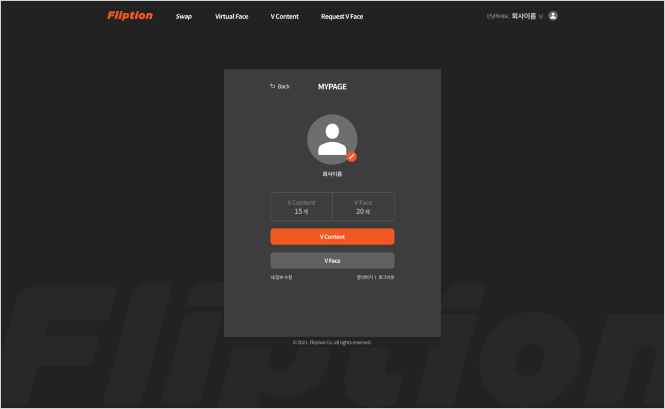 Fliption Swap Virtual Face V Content Request V Face 안녕하세요, 회사이름 님
Back MYPAGE
회사이름
V Content V Face
15 개 20 개
V Content
V Face
내 정보 수정 문의하기 | 로그아웃
© 2021. Fliption Co. all rights reserved.
Fliption